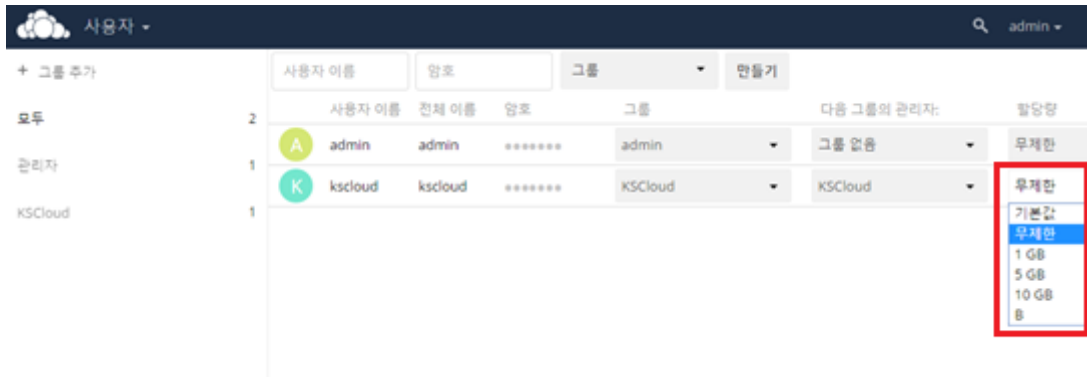 사용자 admin
+ 그룹 추가 사용자 이름 암호 그룹 만들기
모두 2 사용자 이름 전체 이름 암호 그룹 다음 그룹의 관리자: 할당량
A admin admin ●●●●●●● admin 그룹 없음 무제한
관리자 1
K kscloud kscloud ●●●●●●● KSCloud KSCloud 무제한
KSCloud 1
기본값
무제한
1 GB
5 GB
10 GB
B